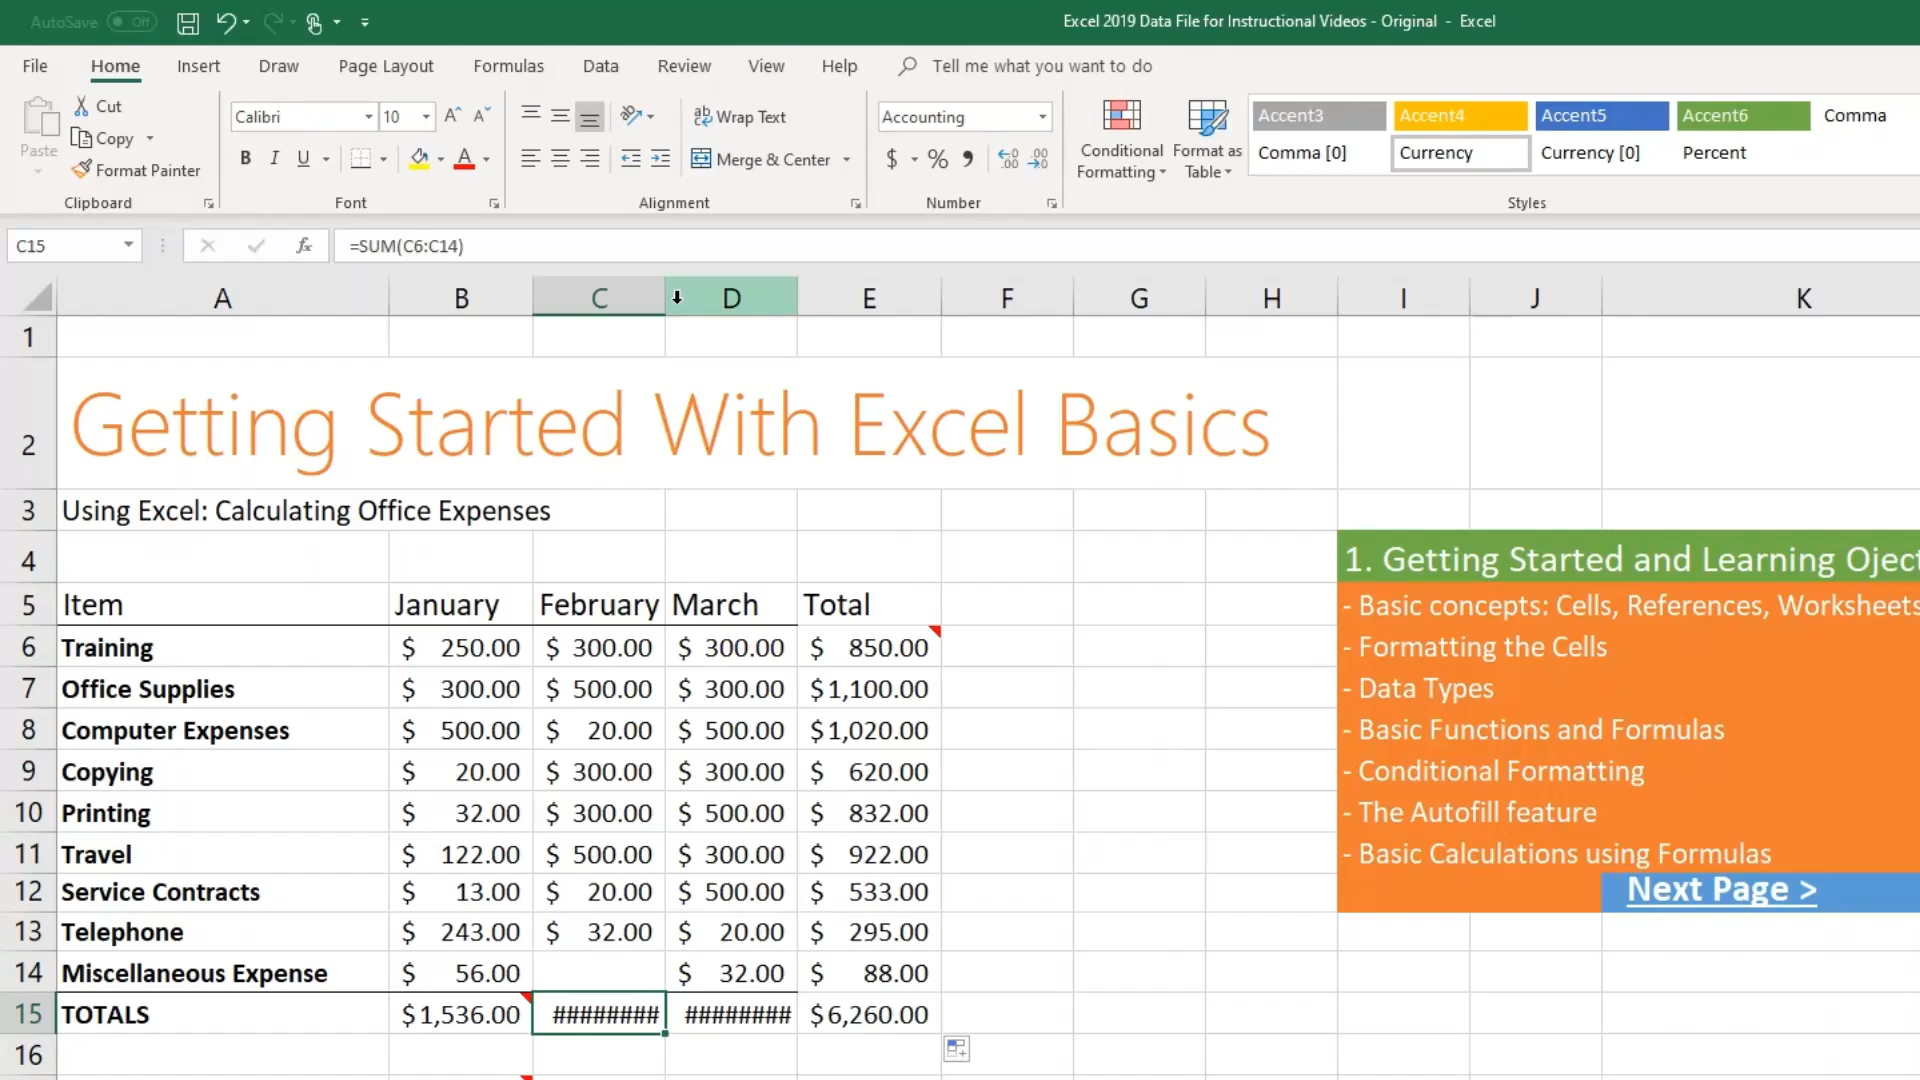 AutoSave Off
Excel 2019 Data File for Instructional Videos - Original - Excel
File Home Insert Draw Page Layout Formulas Data Review View Help Tell me what you want to do
Paste
Cut
Copy
Format Painter
Clipboard
Calibri 10
B I U
Font
Wrap Text
Merge & Center
Alignment
Accounting
$ %
Number
Conditional Formatting
Format as Table
Accent3 Accent4 Accent5 Accent6 Comma
Comma [0] Currency Currency [0] Percent
Styles
C15 fx =SUM(C6:C14)
A B C D E F G H I J K
1
2 Getting Started With Excel Basics
3 Using Excel: Calculating Office Expenses
4 1. Getting Started and Learning Oject
5 Item January February March Total - Basic concepts: Cells, References, Worksheets
6 Training $ 250.00 $ 300.00 $ 300.00 $ 850.00 - Formatting the Cells
7 Office Supplies $ 300.00 $ 500.00 $ 300.00 $1,100.00 - Data Types
8 Computer Expenses $ 500.00 $ 20.00 $ 500.00 $1,020.00 - Basic Functions and Formulas
9 Copying $ 20.00 $ 300.00 $ 300.00 $ 620.00 - Conditional Formatting
10 Printing $ 32.00 $ 300.00 $ 500.00 $ 832.00 - The Autofill feature
11 Travel $ 122.00 $ 500.00 $ 300.00 $ 922.00 - Basic Calculations using Formulas
12 Service Contracts $ 13.00 $ 20.00 $ 500.00 $ 533.00 Next Page >
13 Telephone $ 243.00 $ 32.00 $ 20.00 $ 295.00
14 Miscellaneous Expense $ 56.00 $ 32.00 $ 88.00
15 TOTALS $1,536.00 ######## ######## $6,260.00
16